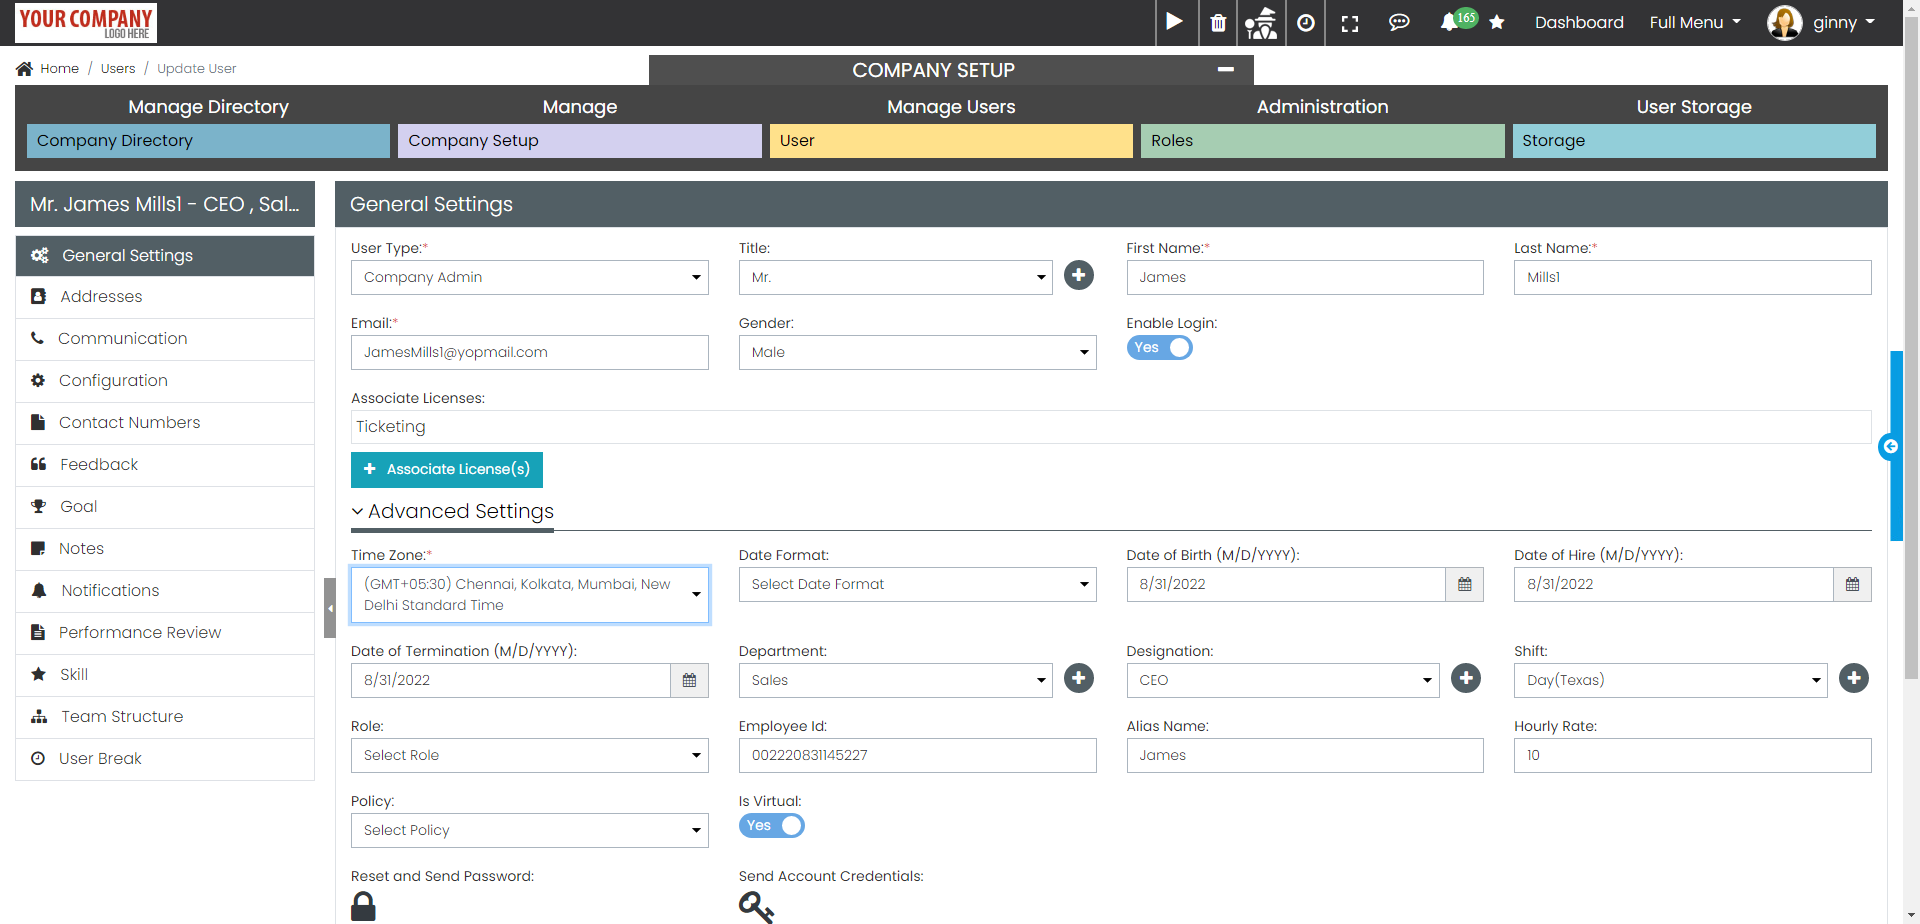 YOUR COMPANY
LOGO HERE
165
Dashboard
Full Menu
ginny
Home / Users / Update User
COMPANY SETUP
Manage Directory
Manage
Manage Users
Administration
User Storage
Company Directory
Company Setup
User
Roles
Storage
Mr. James Mills1 - CEO , Sal...
General Settings
Addresses
Communication
Configuration
Contact Numbers
Feedback
Goal
Notes
Notifications
Performance Review
Skill
Team Structure
User Break
General Settings
User Type:*
Title:
First Name:*
Last Name:*
Company Admin
Mr.
James
Mills1
Email:*
Gender:
Enable Login:
JamesMills1@yopmail.com
Male
Yes
Associate Licenses:
Ticketing
Associate License(s)
Advanced Settings
Time Zone:*
Date Format:
Date of Birth (M/D/YYYY):
Date of Hire (M/D/YYYY):
(GMT+05:30) Chennai, Kolkata, Mumbai, New
Delhi Standard Time
Select Date Format
8/31/2022
8/31/2022
Date of Termination (M/D/YYYY):
Department:
Designation:
Shift:
8/31/2022
Sales
CEO
Day(Texas)
Role:
Employee Id:
Alias Name:
Hourly Rate:
Select Role
002220831145227
James
10
Policy:
Is Virtual:
Select Policy
Yes
Reset and Send Password:
Send Account Credentials: